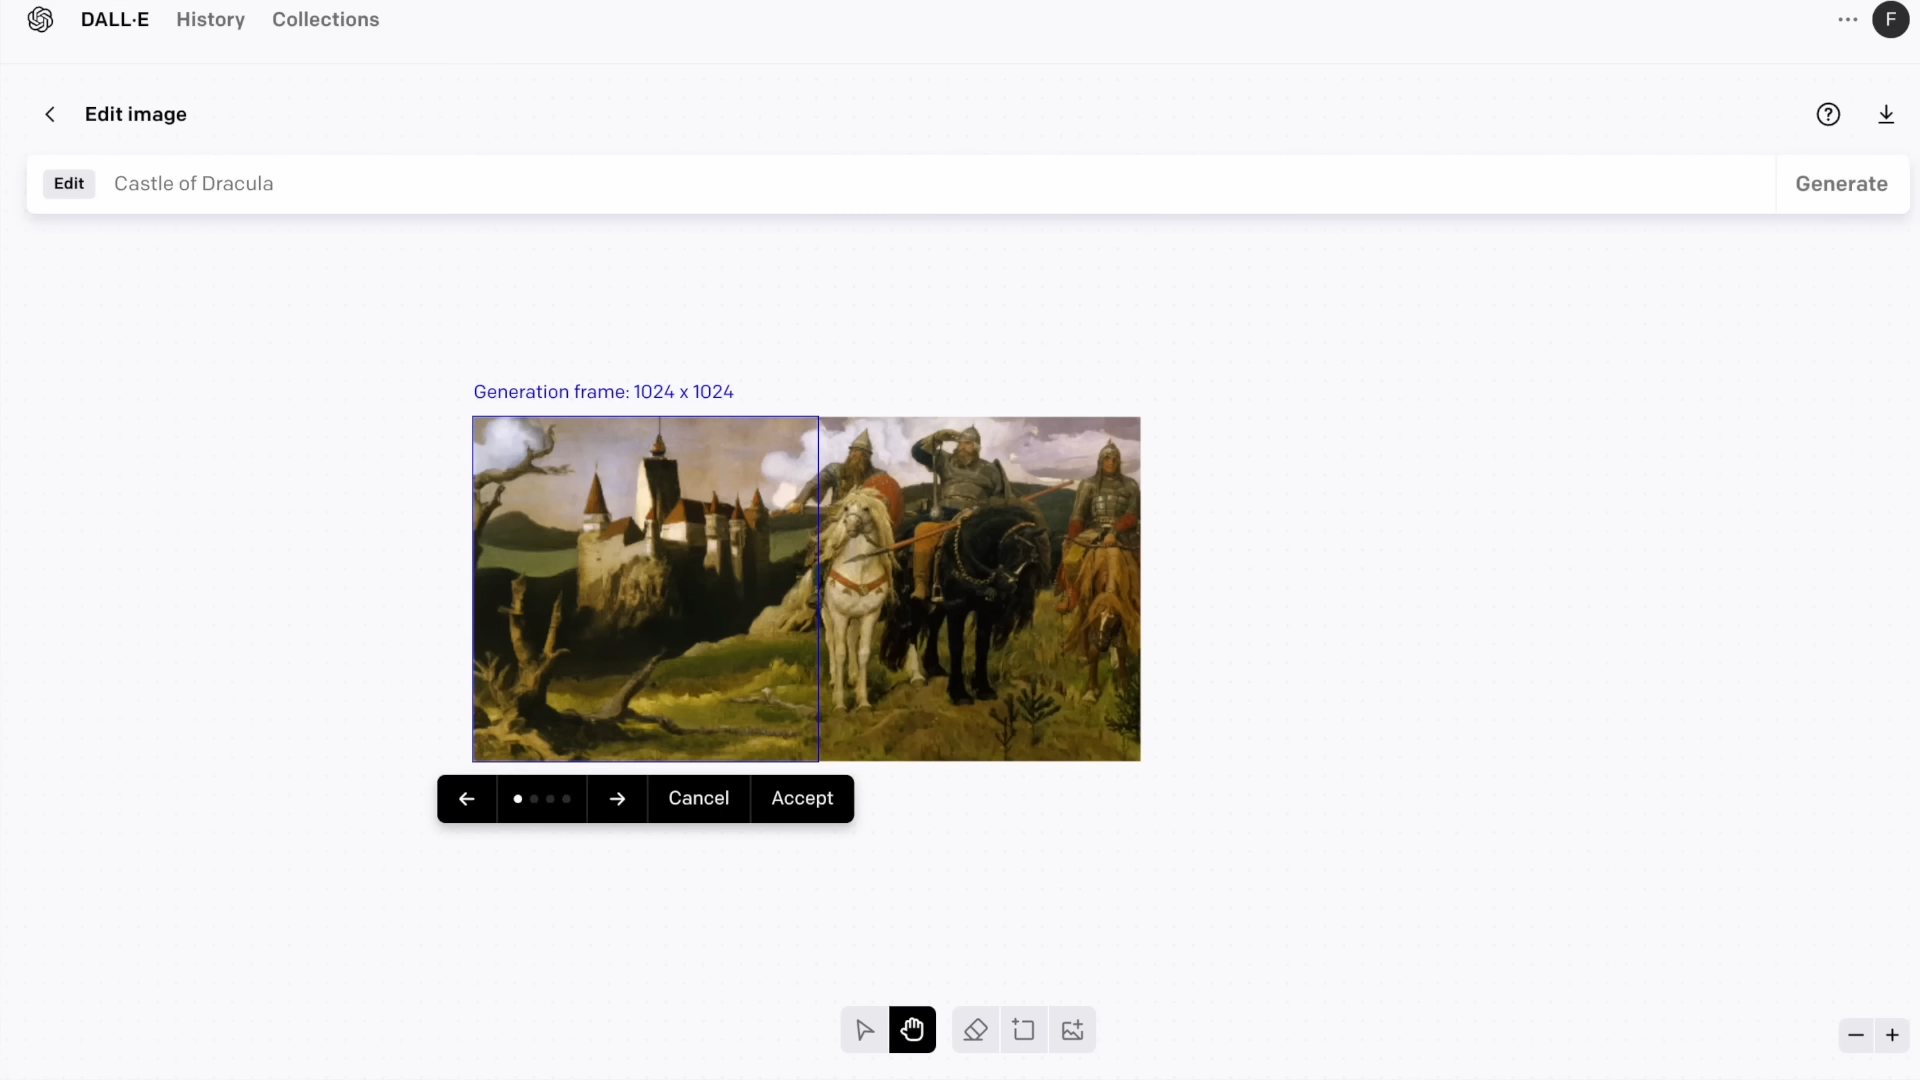 DALL·E History Collections
F
Edit image
Edit Castle of Dracula Generate
Generation frame: 1024 x 1024
Cancel Accept